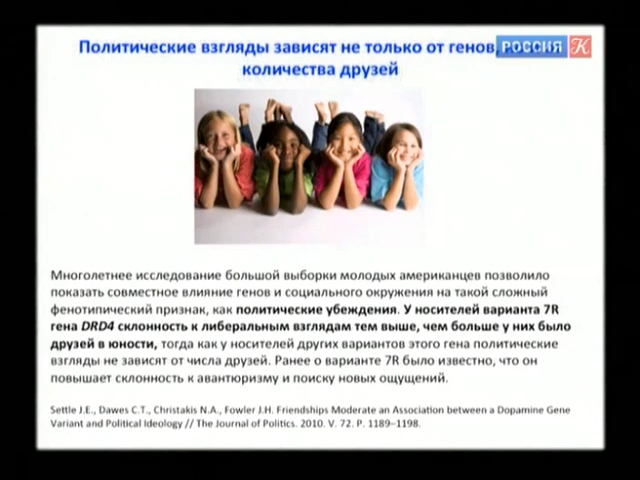 Политические взгляды зависят не только от генов,
РОССИЯ К
количества друзей
Многолетнее исследование большой выборки молодых американцев позволило
показать совместное влияние генов и социального окружения на такой сложный
фенотипический признак, как политические убеждения. У носителей варианта 7R
гена DRD4 склонность к либеральным взглядам тем выше, чем больше у них было
друзей в юности, тогда как у носителей других вариантов этого гена политические
взгляды не зависят от числа друзей. Ранее о варианте 7R было известно, что он
повышает склонность к авантюризму и поиску новых ощущений.
Settle J.E., Dawes C.T., Christakis N.A., Fowler J.H. Friendships Moderate an Association between a Dopamine Gene
Variant and Political Ideology // The Journal of Politics. 2010. V. 72. P. 1189–1198.